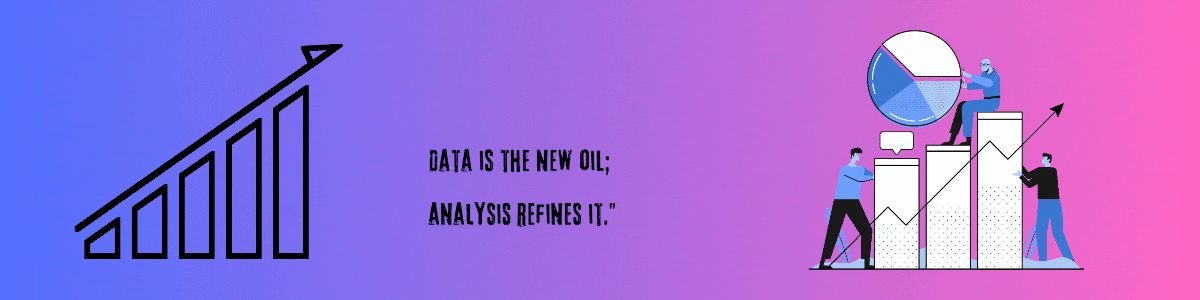 DATA IS THE NEW OIL;
ANALYSIS REFINES IT."